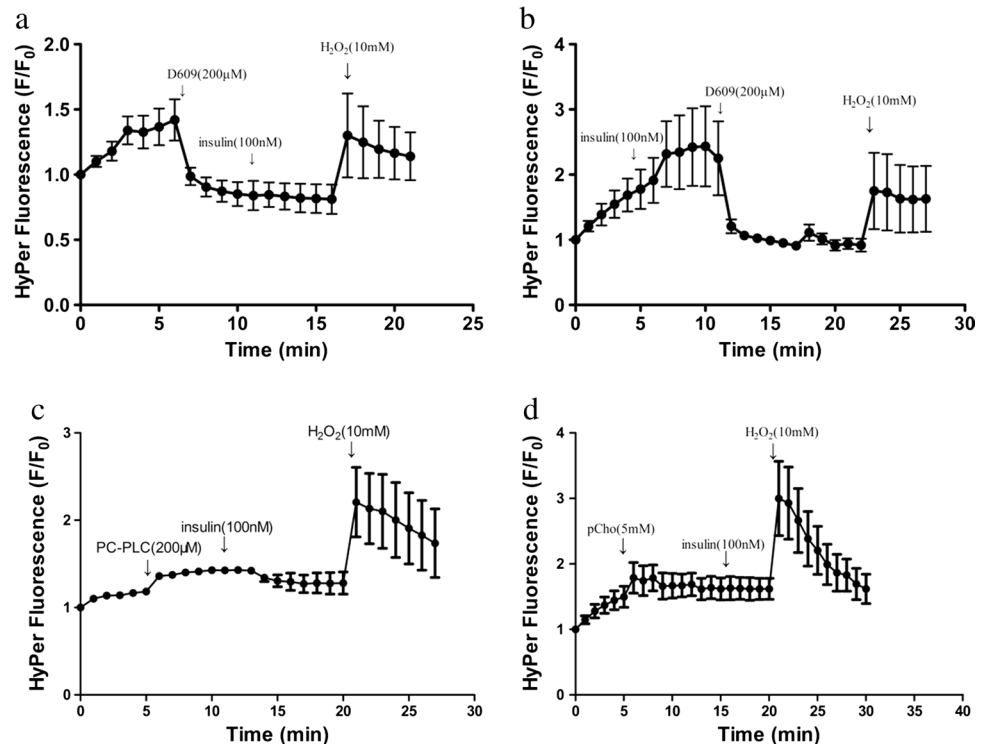 a
HyPer Fluorescence (F/F0)
2.0
1.5
1.0
0.5
0.0
D609(200μM)
insulin(100nM)
H2O2(10mM)
0 5 10 15 20 25
Time (min)
b
HyPer Fluorescence (F/F0)
4
3
2
1
0
insulin(100nM)
D609(200μM)
H2O2(10mM)
0 5 10 15 20 25 30
Time (min)
c
HyPer Fluorescence (F/F0)
3
2
1
0
PC-PLC(200μM)
insulin(100nM)
H2O2(10mM)
0 5 10 15 20 25 30
Time (min)
d
HyPer Fluorescence (F/F0)
4
3
2
1
0
pCho(5mM)
insulin(100nM)
H2O2(10mM)
0 5 10 15 20 25 30 35 40
Time (min)